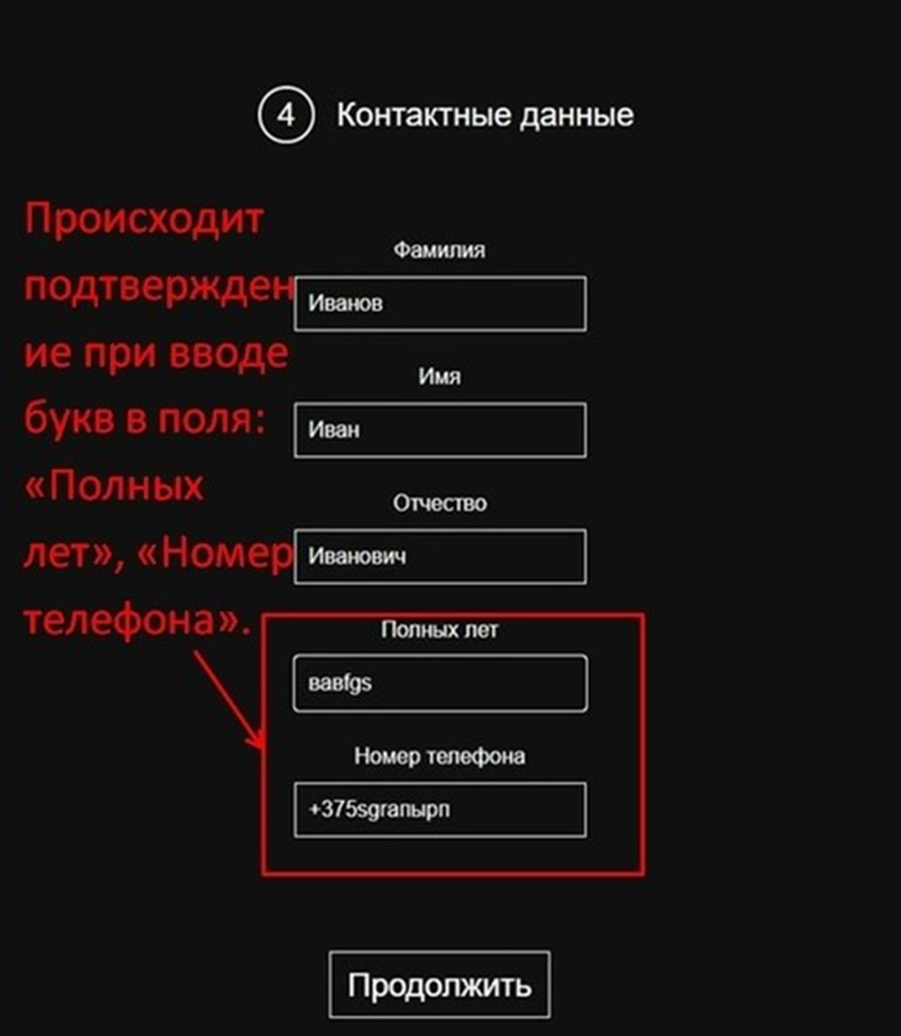 4 Контактные данные
Происходит
подтвержден
ие при вводе
букв в поля:
«Полных
лет», «Номер
телефона».
Фамилия
Иванов
Имя
Иван
Отчество
Иванович
Полных лет
вавfgs
Номер телефона
+375sgrапырп
Продолжить